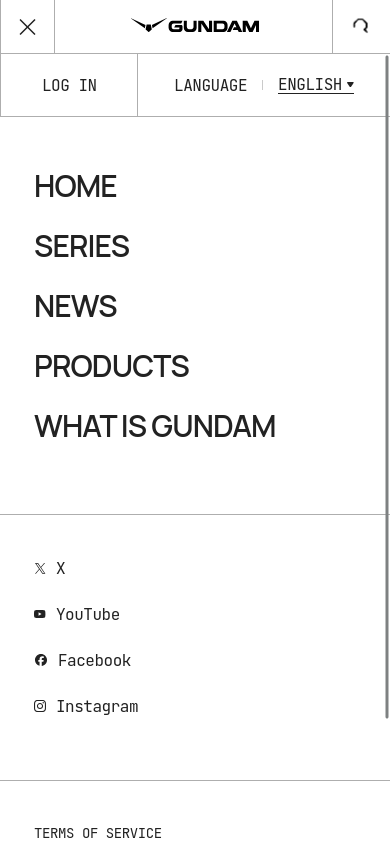 GUNDAM
LOG IN
LANGUAGE
ENGLISH
HOME
SERIES
NEWS
PRODUCTS
WHAT IS GUNDAM
X
YouTube
Facebook
Instagram
TERMS OF SERVICE